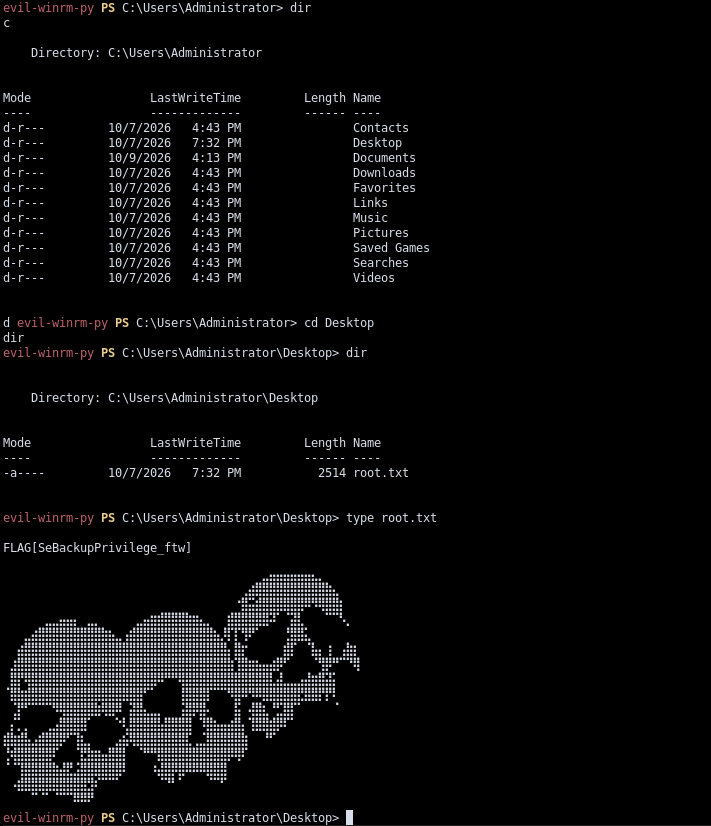 evil-winrm-py PS C:\Users\Administrator> dir
c
Directory: C:\Users\Administrator
Mode LastWriteTime Length Name
---- ------------- ------ ----
d-r--- 10/7/2026 4:43 PM Contacts
d-r--- 10/7/2026 7:32 PM Desktop
d-r--- 10/9/2026 4:13 PM Documents
d-r--- 10/7/2026 4:43 PM Downloads
d-r--- 10/7/2026 4:43 PM Favorites
d-r--- 10/7/2026 4:43 PM Links
d-r--- 10/7/2026 4:43 PM Music
d-r--- 10/7/2026 4:43 PM Pictures
d-r--- 10/7/2026 4:43 PM Saved Games
d-r--- 10/7/2026 4:43 PM Searches
d-r--- 10/7/2026 4:43 PM Videos
d evil-winrm-py PS C:\Users\Administrator> cd Desktop
dir
evil-winrm-py PS C:\Users\Administrator\Desktop> dir
Directory: C:\Users\Administrator\Desktop
Mode LastWriteTime Length Name
---- ------------- ------ ----
-a---- 10/7/2026 7:32 PM 2514 root.txt
evil-winrm-py PS C:\Users\Administrator\Desktop> type root.txt
FLAG[SeBackupPrivilege_ftw]
evil-winrm-py PS C:\Users\Administrator\Desktop>